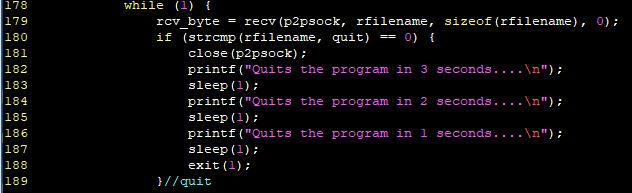 178 while (1) {
179 rcv_byte = recv(p2psock, rfilename, sizeof(rfilename), 0);
180 if (strcmp(rfilename, quit) == 0) {
181 close(p2psock);
182 printf("Quits the program in 3 seconds....\n");
183 sleep(1);
184 printf("Quits the program in 2 seconds....\n");
185 sleep(1);
186 printf("Quits the program in 1 seconds....\n");
187 sleep(1);
188 exit(1);
189 }//quit